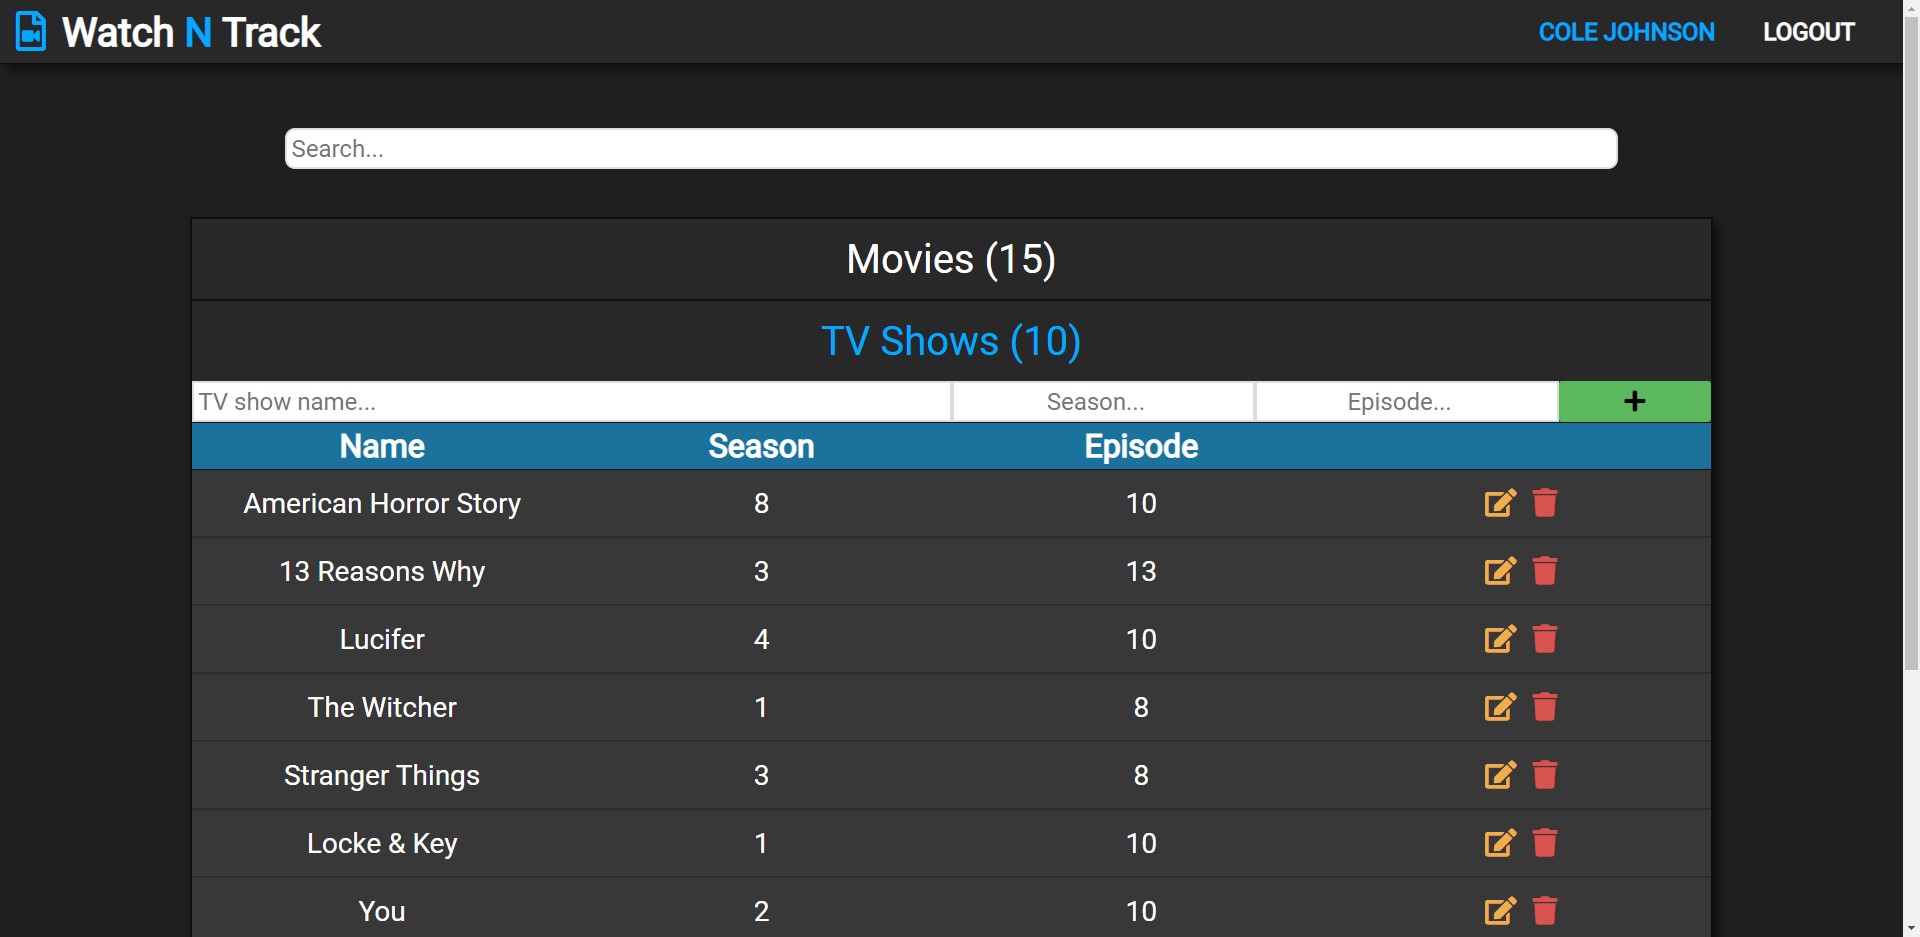 Watch N Track COLE JOHNSON LOGOUT
Search...
Movies (15)
TV Shows (10)
TV show name... Season... Episode... +
Name Season Episode
American Horror Story 8 10
13 Reasons Why 3 13
Lucifer 4 10
The Witcher 1 8
Stranger Things 3 8
Locke & Key 1 10
You 2 10